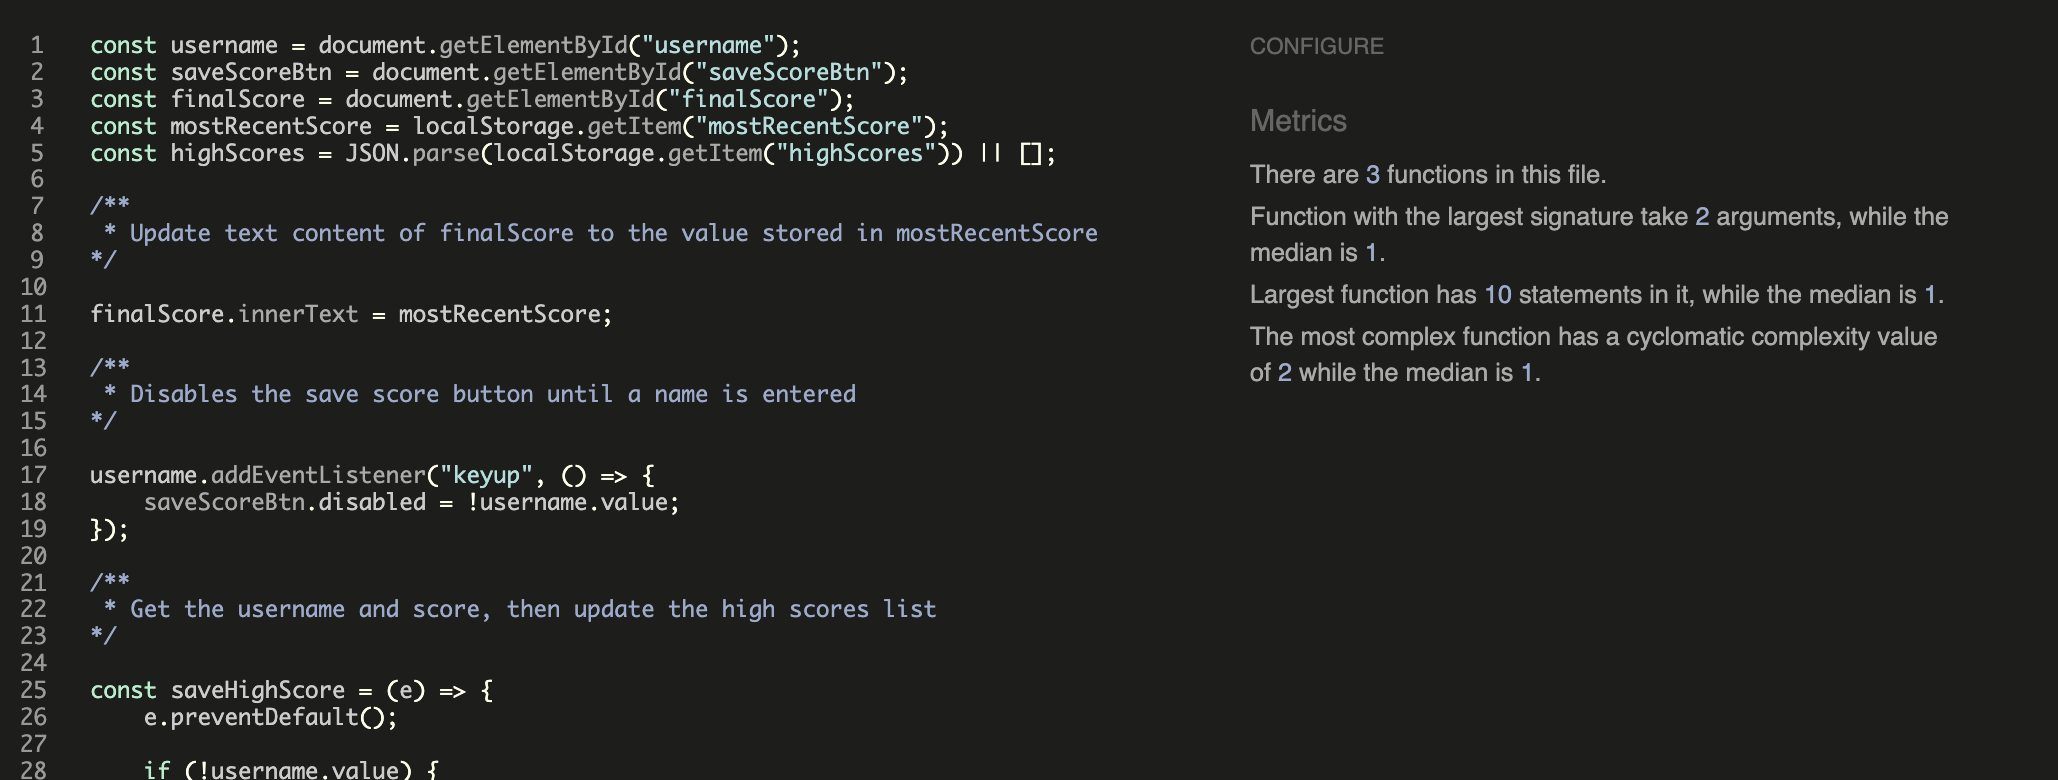 1 const username = document.getElementById("username");
2 const saveScoreBtn = document.getElementById("saveScoreBtn");
3 const finalScore = document.getElementById("finalScore");
4 const mostRecentScore = localStorage.getItem("mostRecentScore");
5 const highScores = JSON.parse(localStorage.getItem("highScores")) || [];
6
7 /**
8  * Update text content of finalScore to the value stored in mostRecentScore
9 */
10
11 finalScore.innerText = mostRecentScore;
12
13 /**
14  * Disables the save score button until a name is entered
15 */
16
17 username.addEventListener("keyup", () => {
18     saveScoreBtn.disabled = !username.value;
19 });
20
21 /**
22  * Get the username and score, then update the high scores list
23 */
24
25 const saveHighScore = (e) => {
26     e.preventDefault();
27
28     if (!username.value) {
CONFIGURE
Metrics
There are 3 functions in this file.
Function with the largest signature take 2 arguments, while the
median is 1.
Largest function has 10 statements in it, while the median is 1.
The most complex function has a cyclomatic complexity value
of 2 while the median is 1.